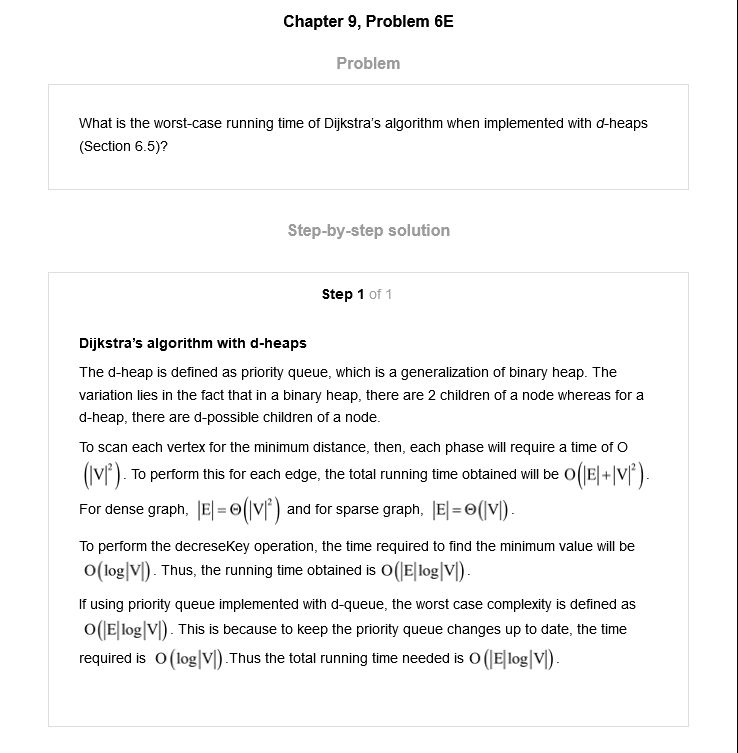 Chapter 9, Problem 6E
Problem
What is the worst-case running time of Dijkstra's algorithm when implemented with d-heaps
(Section 6.5)?
Step-by-step solution
Step 1 of 1
Dijkstra's algorithm with d-heaps
The d-heap is defined as priority queue, which is a generalization of binary heap. The
variation lies in the fact that in a binary heap, there are 2 children of a node whereas for a
d-heap, there are d-possible children of a node.
To scan each vertex for the minimum distance, then, each phase will require a time of O
(|V|²). To perform this for each edge, the total running time obtained will be O(|E|+|V|²).
For dense graph, |E|=Θ(|V|²) and for sparse graph, |E|=Θ(|V|).
To perform the decreseKey operation, the time required to find the minimum value will be
O(log|V|). Thus, the running time obtained is O(|E|log|V|).
If using priority queue implemented with d-queue, the worst case complexity is defined as
O(|E|log|V|). This is because to keep the priority queue changes up to date, the time
required is O(log|V|).Thus the total running time needed is O(|E|log|V|).